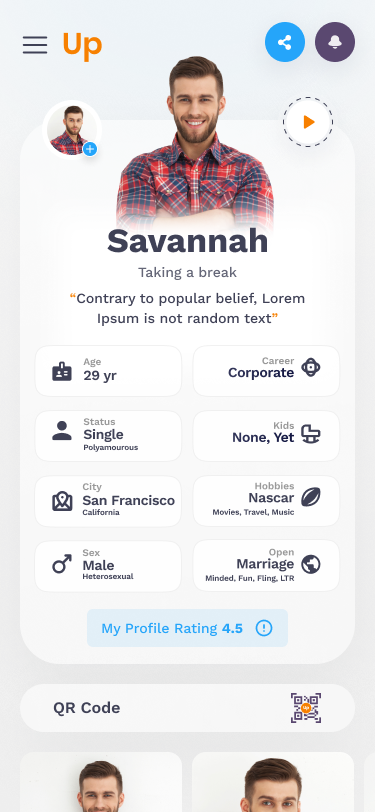 Up
Savannah
Taking a break
“Contrary to popular belief, Lorem
Ipsum is not random text”
Age
29 yr
Career
Corporate
Status
Single
Polyamourous
Kids
None, Yet
City
San Francisco
California
Hobbies
Nascar
Movies, Travel, Music
Sex
Male
Heterosexual
Open
Marriage
Minded, Fun, Fling, LTR
My Profile Rating 4.5
QR Code